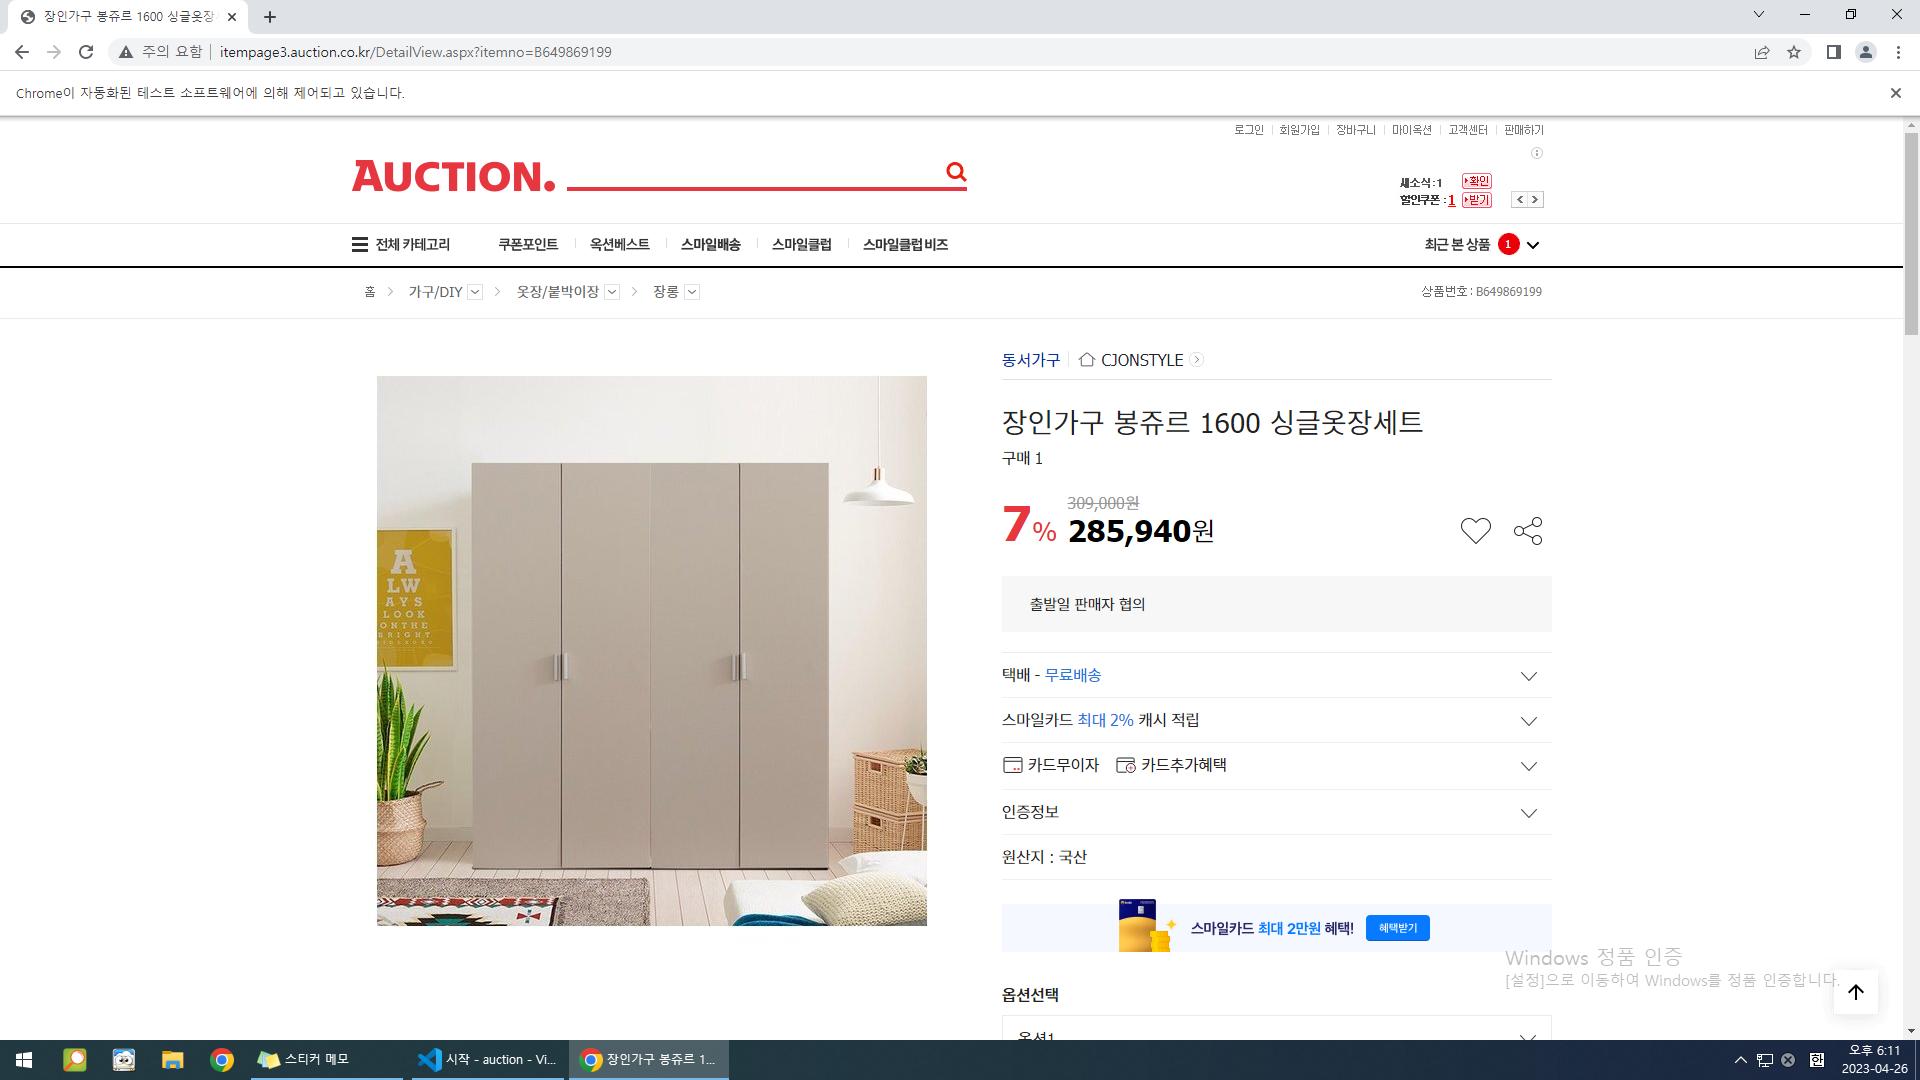 장인가구 봉쥬르 1600 싱글옷장
주의 요함
itempage3.auction.co.kr/DetailView.aspx?itemno=B649869199
Chrome이 자동화된 테스트 소프트웨어에 의해 제어되고 있습니다.
로그인 회원가입 장바구니 마이옥션 고객센터 판매하기
AUCTION.
새소식:1 확인
할인쿠폰 : 1 받기
전체 카테고리 쿠폰포인트 옥션베스트 스마일배송 스마일클럽 스마일클럽 비즈 최근 본 상품 1
홈 가구/DIY 옷장/붙박이장 장롱 상품번호 : B649869199
동서가구 CJONSTYLE
장인가구 봉쥬르 1600 싱글옷장세트
구매 1
309,000원
7% 285,940원
출발일 판매자 협의
택배 - 무료배송
스마일카드 최대 2% 캐시 적립
카드무이자 카드추가혜택
인증정보
원산지 : 국산
스마일카드 최대 2만원 혜택! 혜택받기
옵션선택
옵션1
A
LW
AYS
LOOK
ON THE
BRIGHT
Windows 정품 인증
[설정]으로 이동하여 Windows를 정품 인증합니다.
스티커 메모
시작 - auction - Vi...
장인가구 봉쥬르 1...
한
오후 6:11
2023-04-26